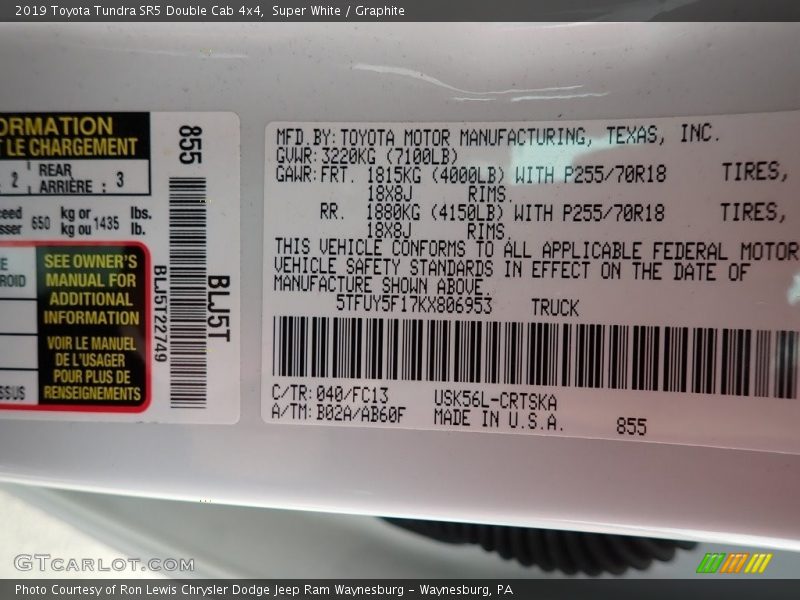 2019 Toyota Tundra SR5 Double Cab 4x4, Super White / Graphite
ORMATION
T LE CHARGEMENT
2 REAR ARRIÈRE : 3
kg or kg ou
650 1435
lbs. lb.
SEE OWNER'S
MANUAL FOR
ADDITIONAL
INFORMATION
VOIR LE MANUEL
DE L'USAGER
POUR PLUS DE
RENSEIGNEMENTS
855
BLJ5T22749
BLJ5T
MFD.BY:TOYOTA MOTOR MANUFACTURING, TEXAS, INC.
GVWR:3220KG (7100LB)
GAWR:FRT. 1815KG (4000LB) WITH P255/70R18 TIRES,
18X8J RIMS.
RR. 1880KG (4150LB) WITH P255/70R18 TIRES,
18X8J RIMS.
THIS VEHICLE CONFORMS TO ALL APPLICABLE FEDERAL MOTOR
VEHICLE SAFETY STANDARDS IN EFFECT ON THE DATE OF
MANUFACTURE SHOWN ABOVE.
5TFUY5F17KX806953 TRUCK
C/TR:040/FC13 USK56L-CRTSKA
A/TM:B02A/AB60F MADE IN U.S.A. 855
GTCARLOT.COM
Photo Courtesy of Ron Lewis Chrysler Dodge Jeep Ram Waynesburg – Waynesburg, PA